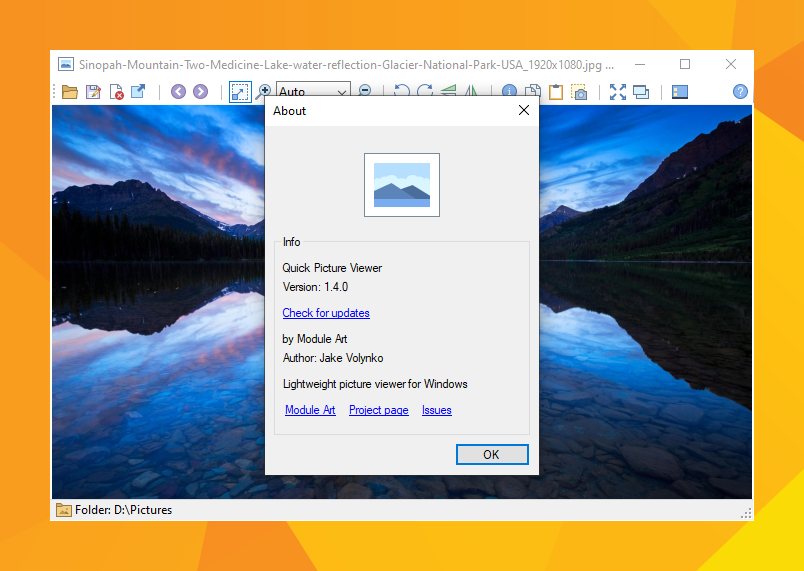 Sinopah-Mountain-Two-Medicine-Lake-water-reflection-Glacier-National-Park-USA_1920x1080.jpg ...
Auto
About
Info
Quick Picture Viewer
Version: 1.4.0
Check for updates
by Module Art
Author: Jake Volynko
Lightweight picture viewer for Windows
Module Art Project page Issues
OK
Folder: D:\Pictures